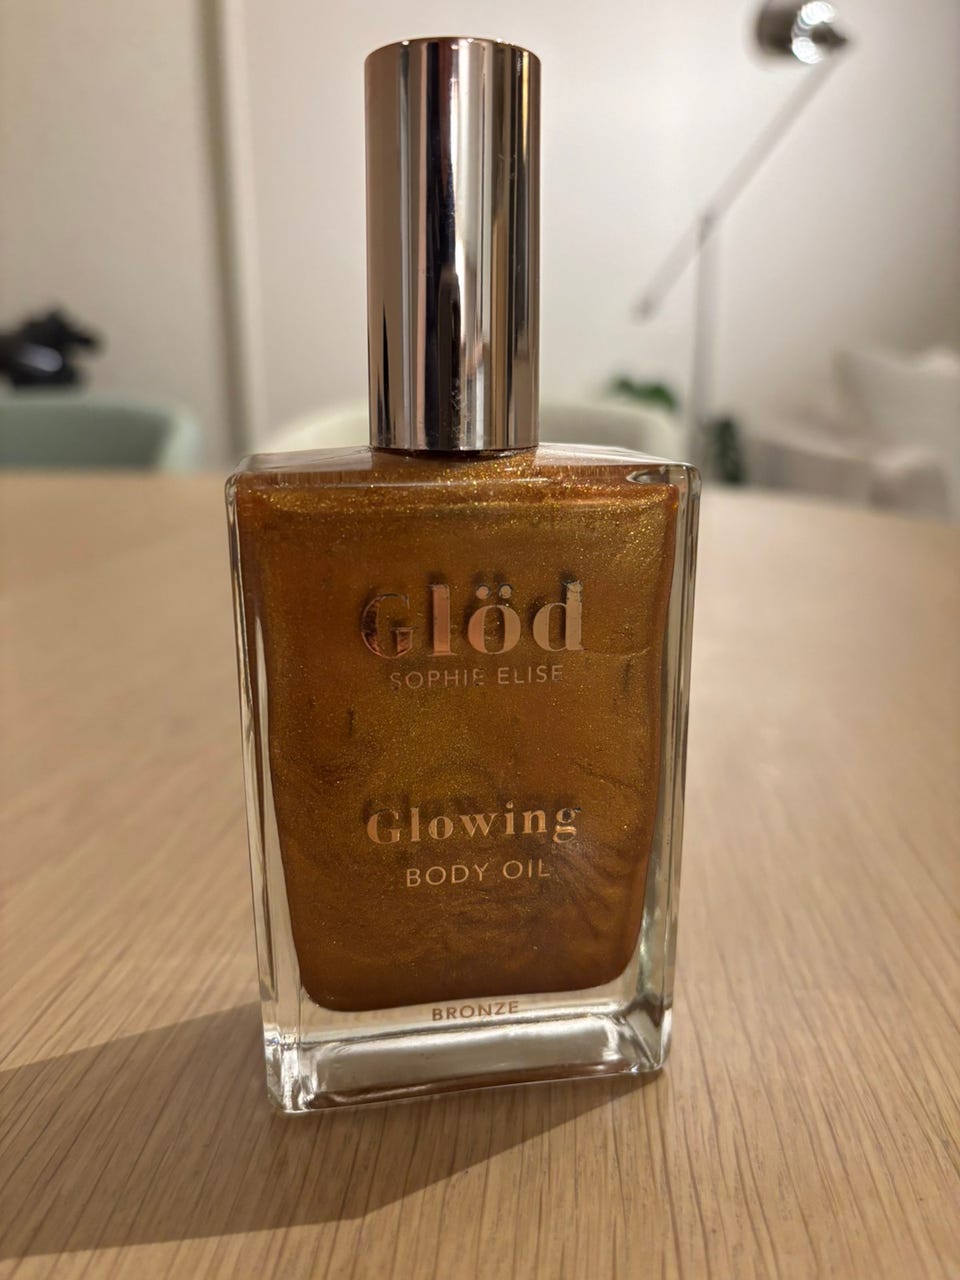 Glöd
SOPHIE ELISE
Glowing
BODY OIL
BRONZE